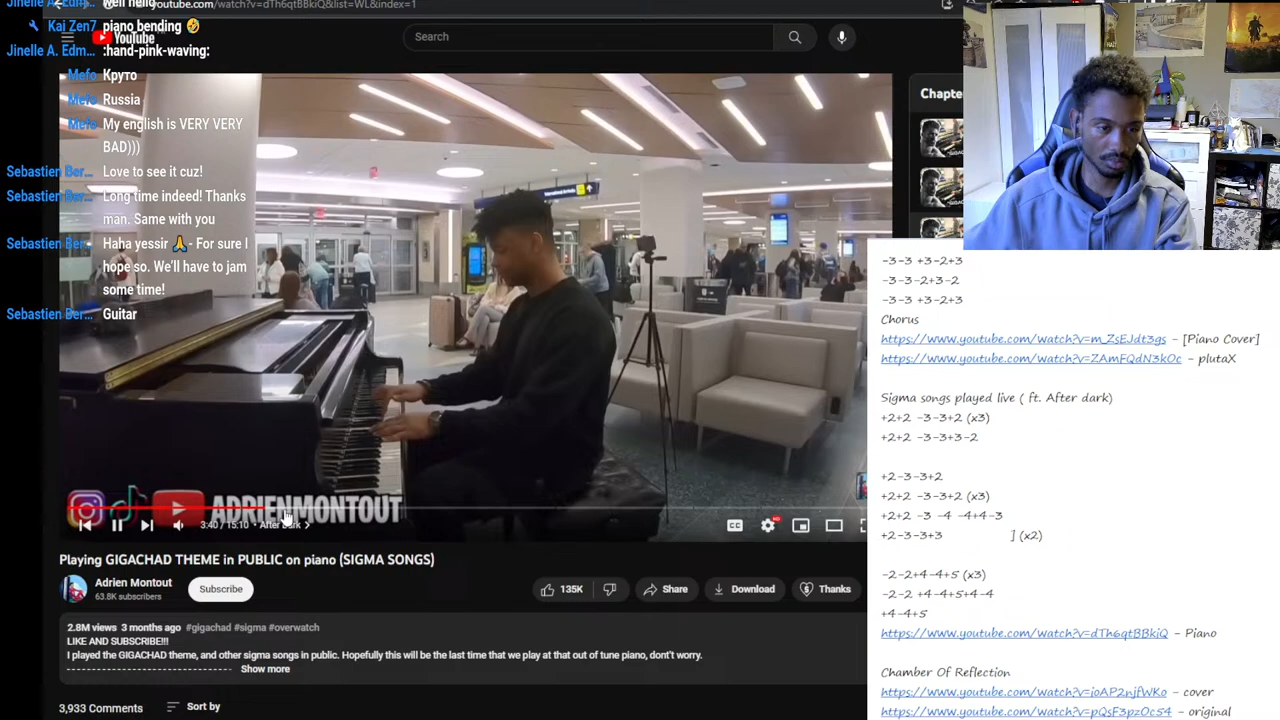 Jinelle A. Edm... well hello
Kai Zen7 piano bending 🤣
Jinelle A. Edm... :hand-pink-waving:
Mefo Круто
Mefo Russia
Mefo My english is VERY VERY
BAD)))
Sebastien Ber... Love to see it cuz!
Sebastien Ber... Long time indeed! Thanks
man. Same with you
Sebastien Ber... Haha yessir 🙏- For sure I
hope so. We'll have to jam
some time!
Sebastien Ber... Guitar
youtube.com/watch?v=dTh6qtBBkiQ&list=WL&index=1
YouTube
Search
Chapte
ADRIENMONTOUT
3:40 / 15:10 • After Dark >
CC
HD
Playing GIGACHAD THEME in PUBLIC on piano (SIGMA SONGS)
Adrien Montout
63.8K subscribers
Subscribe
135K
Share
Download
Thanks
2.8M views 3 months ago #gigachad #sigma #overwatch
LIKE AND SUBSCRIBE!!!
I played the GIGACHAD theme, and other sigma songs in public. Hopefully this will be the last time that we play at that out of tune piano, dont't worry.
Show more
3,933 Comments
Sort by
-3-3 +3-2+3
-3-3-2+3-2
-3-3 +3-2+3
Chorus
https://www.youtube.com/watch?v=m_ZsEJdt3gs - [Piano Cover]
https://www.youtube.com/watch?v=ZAmFQdN3kOc - plutaX
Sigma songs played live ( ft. After dark)
+2+2 -3-3+2 (x3)
+2+2 -3-3+3-2
+2-3-3+2
+2+2 -3-3+2 (x3)
+2+2 -3 -4 -4+4-3
+2-3-3+3 ] (x2)
-2-2+4-4+5 (x3)
-2-2 +4-4+5+4-4
+4-4+5
https://www.youtube.com/watch?v=dTh6qtBBkiQ - Piano
Chamber Of Reflection
https://www.youtube.com/watch?v=ioAP2njfWKo - cover
https://www.youtube.com/watch?v=pQsF3pzOc54 - original